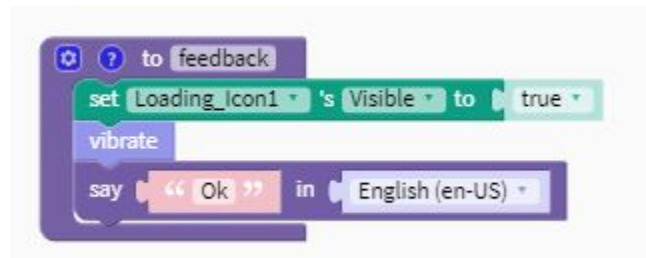 ? to feedback
set Loading_Icon1 's Visible to true
vibrate
say “ Ok ” in English (en-US)